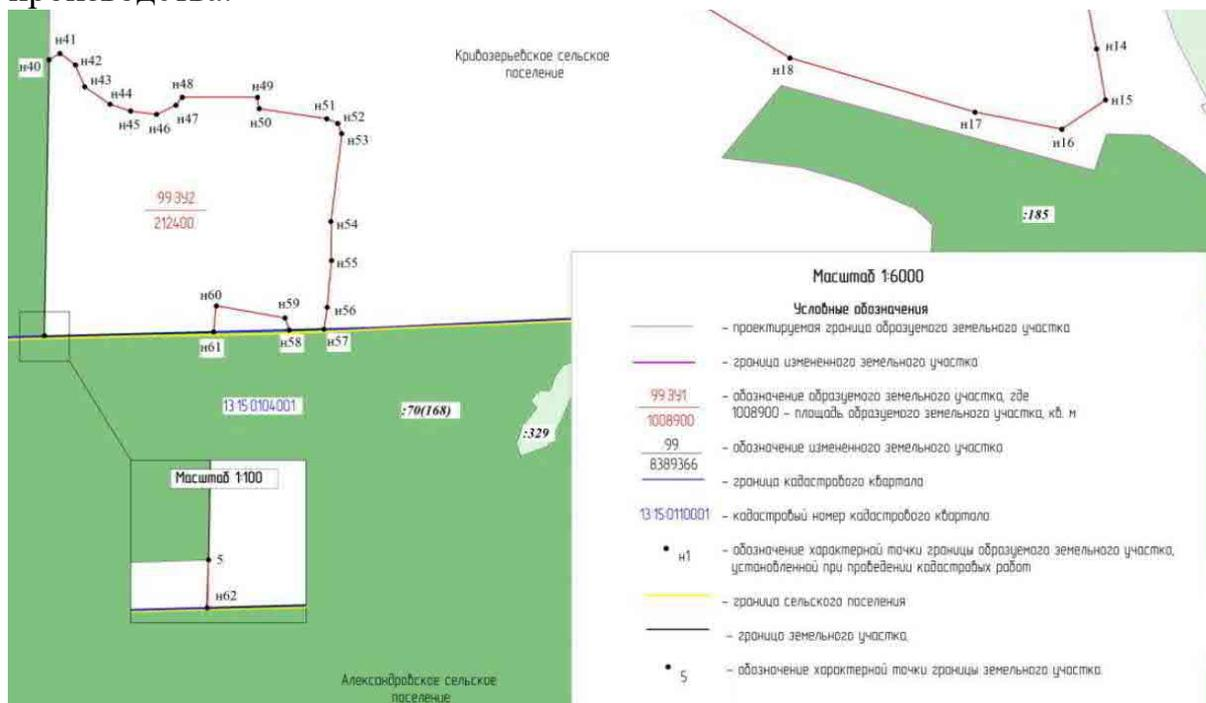 производства.
н41
н40
н42
н43
н44
н45
н46
н47
н48
н49
н50
н51
н52
н53
н54
н55
н56
н57
н58
н59
н60
н61
99:ЗУ2
212400
Кривозерьевское сельское
поселение
н14
н15
н16
н17
н18
:185
13:15:0104001
:70(168)
:329
Масштаб 1:100
5
н62
Александровское сельское
поселение
Масштаб 1:6000
Условные обозначения
– проектируемая граница образуемого земельного участка
– граница измененного земельного участка
99:ЗУ1
1008900
– обозначение образуемого земельного участка, где
1008900 – площадь образуемого земельного участка, кв. м
99
8389366
– обозначение измененного земельного участка
– граница кадастрового квартала
13:15:0110001 – кадастровый номер кадастрового квартала
н1 – обозначение характерной точки границы образуемого земельного участка,
установленной при проведении кадастровых работ
– граница сельского поселения
– граница земельного участка
5 – обозначение характерной точки границы земельного участка